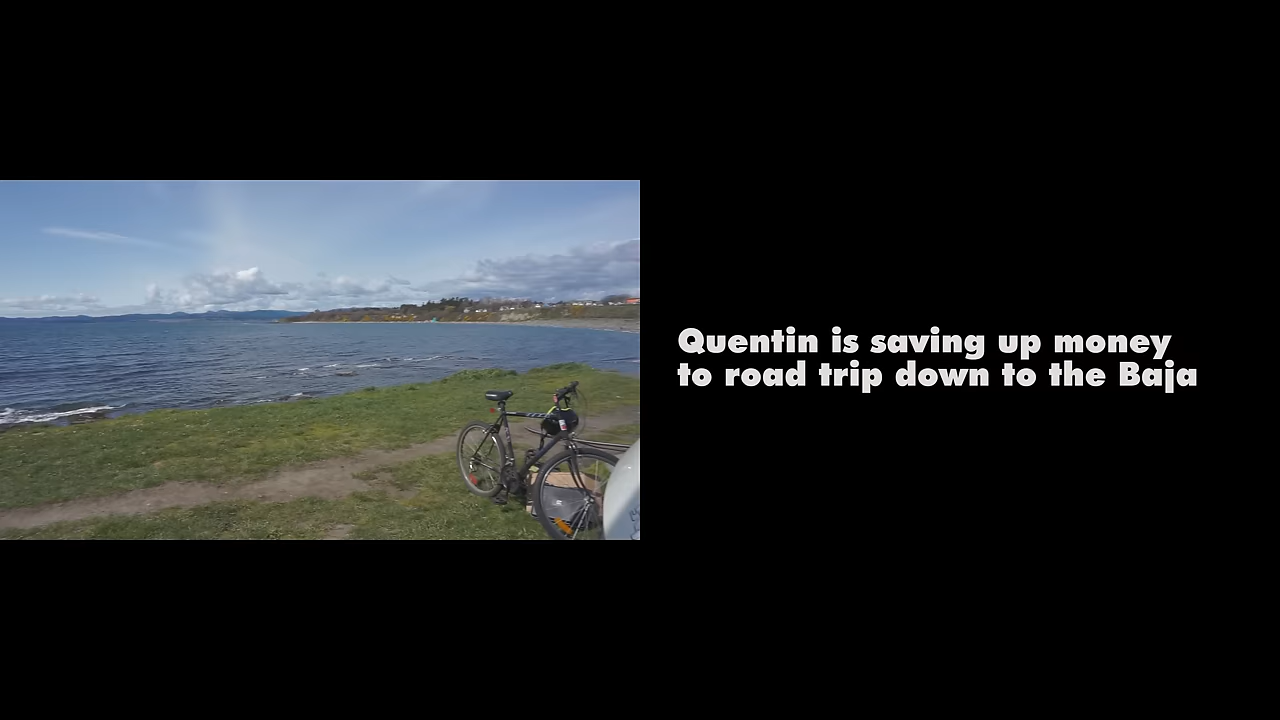 Quentin is saving up money
to road trip down to the Baja